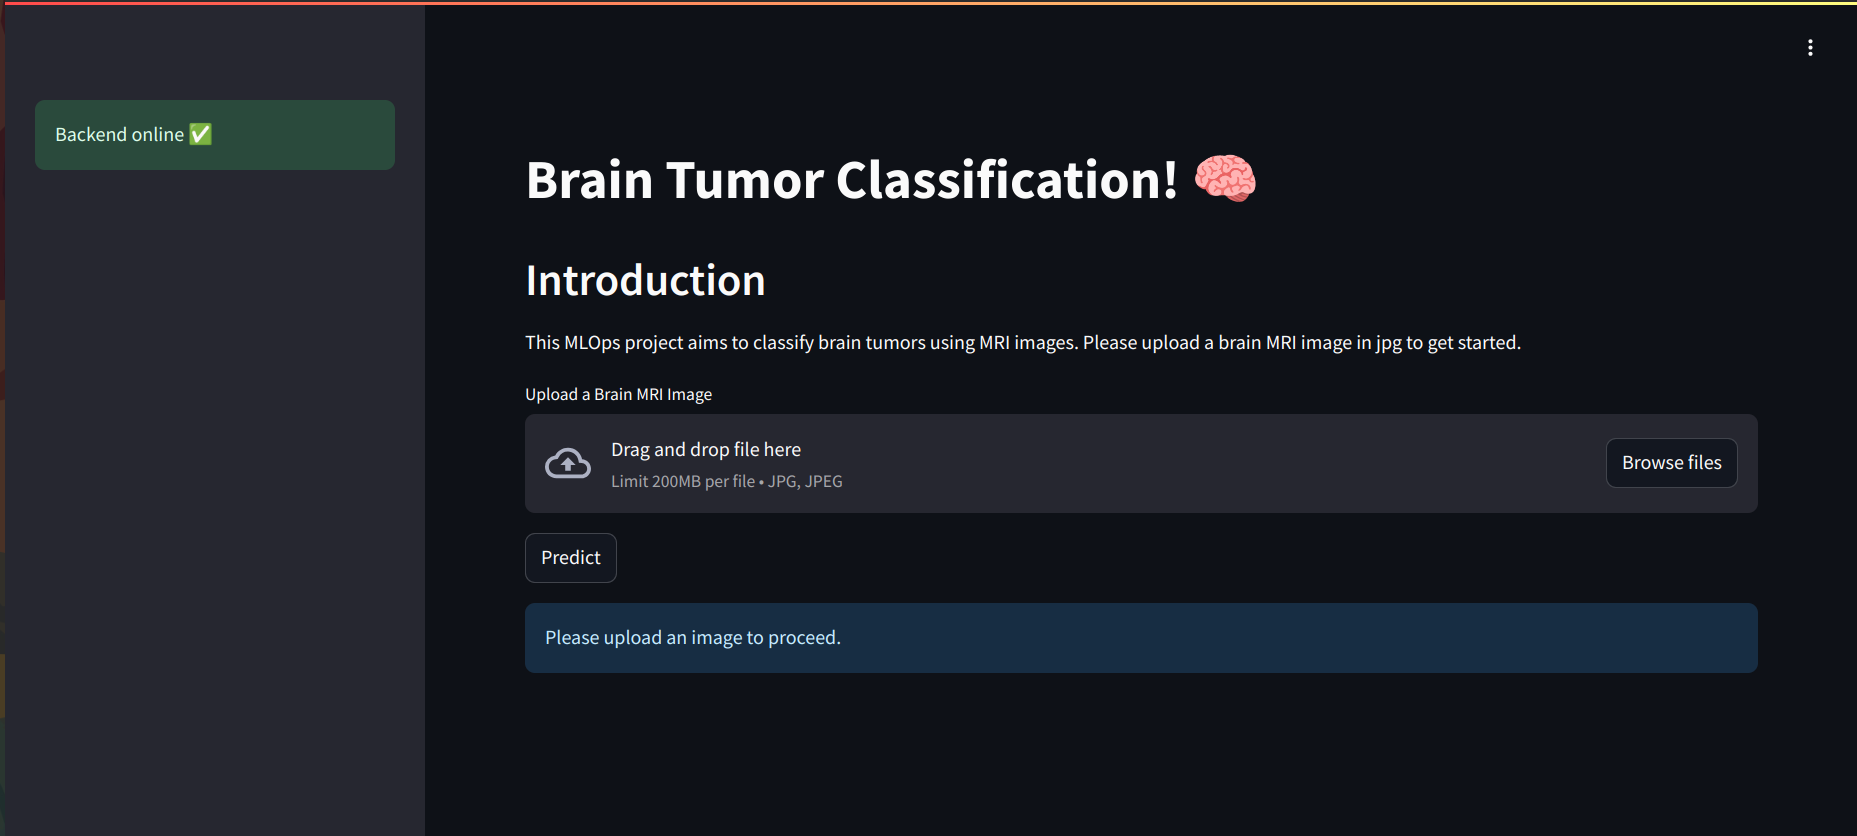 Backend online ✅
Brain Tumor Classification! 🧠
Introduction
This MLOps project aims to classify brain tumors using MRI images. Please upload a brain MRI image in jpg to get started.
Upload a Brain MRI Image
Drag and drop file here
Limit 200MB per file • JPG, JPEG
Browse files
Predict
Please upload an image to proceed.